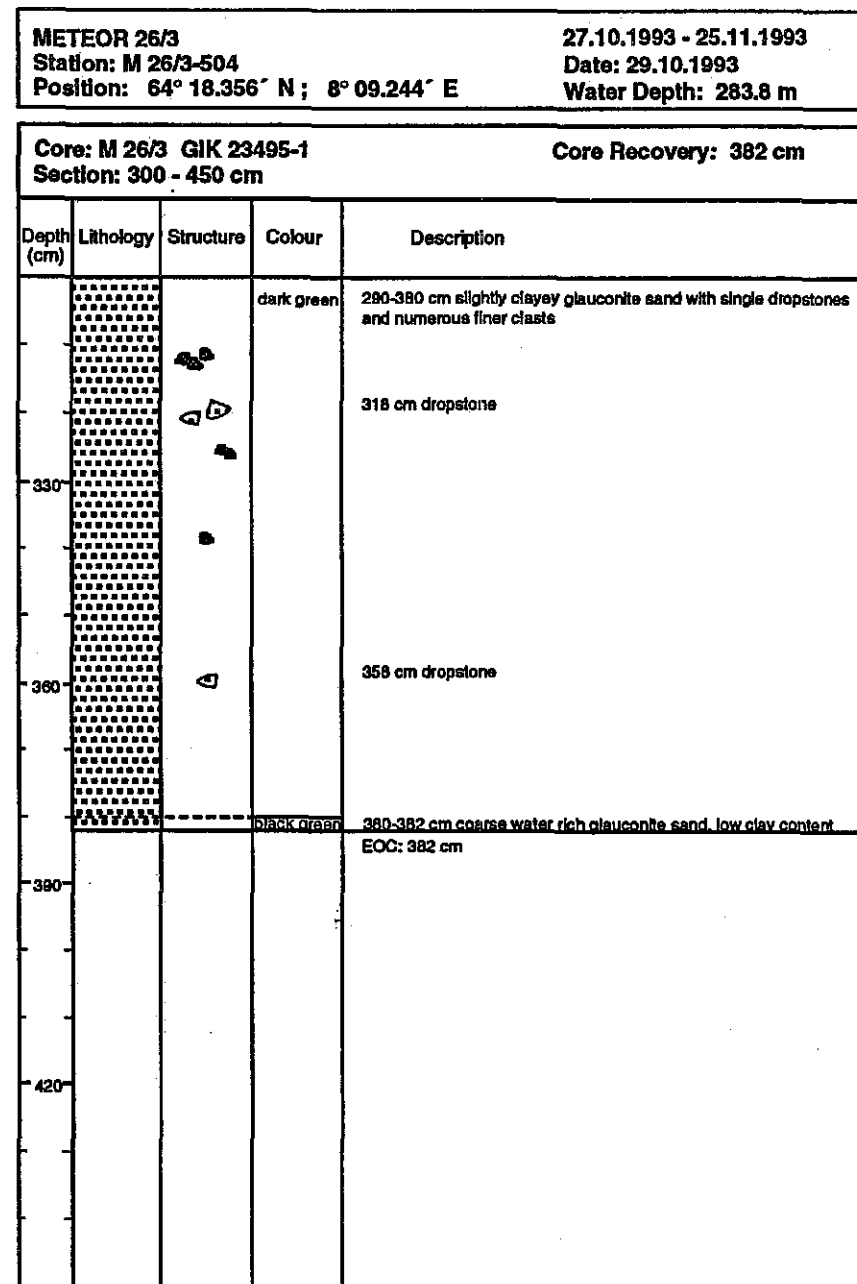 METEOR 26/3
27.10.1993 - 25.11.1993
Station: M 26/3-504
Date: 29.10.1993
Position: 64° 18.356´ N ; 8° 09.244´ E
Water Depth: 283.8 m
Core: M 26/3 GIK 23495-1
Core Recovery: 382 cm
Section: 300 - 450 cm
Depth (cm)
Lithology
Structure
Colour
Description
dark green
290-380 cm slightly clayey glauconite sand with single dropstones
and numerous finer clasts
318 cm dropstone
330
358 cm dropstone
360
black green
380-382 cm coarse water rich glauconite sand, low clay content
EOC: 382 cm
390
420